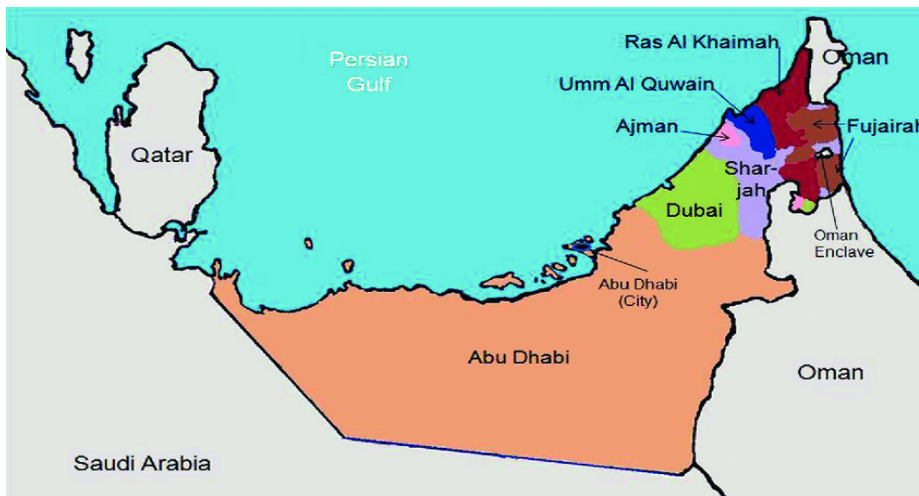 Ras Al Khaimah
Oman
Persian
Gulf
Umm Al Quwain
Ajman
Fujairah
Qatar
Shar-
jah
Dubai
Oman
Enclave
Abu Dhabi
(City)
Abu Dhabi
Oman
Saudi Arabia